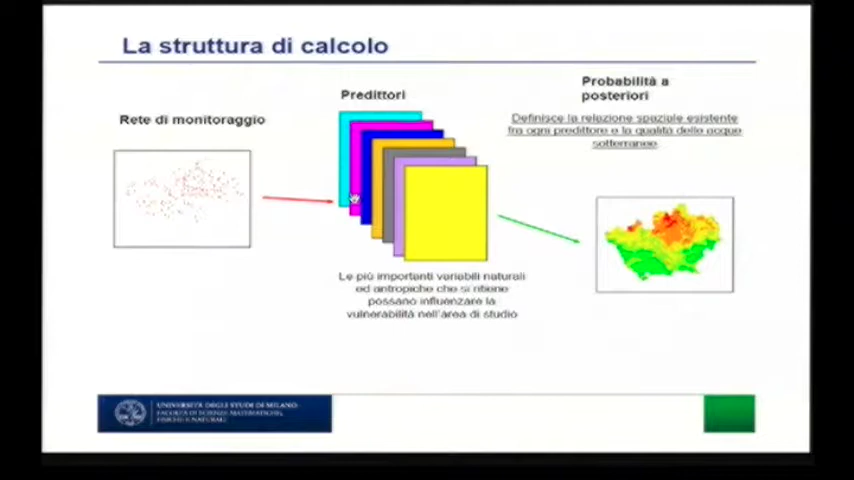 La struttura di calcolo
Probabilità a
posteriori
Predittori
Rete di monitoraggio
Definisce la relazione spaziale esistente
fra ogni predittore e la qualità delle acque
sotterranee.
Le più importanti variabili naturali
ed antropiche che si ritiene
possano influenzare la
vulnerabilità nell'area di studio
UNIVERSITÀ DEGLI STUDI DI MILANO
FACOLTÀ DI SCIENZE MATEMATICHE,
FISICHE E NATURALI